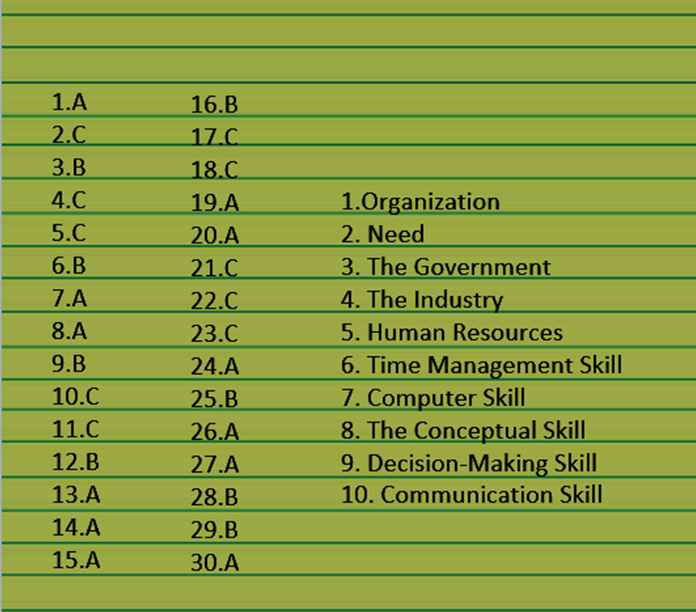 1.A
2.C
3.B
4.C
5.C
6.B
7.A
8.A
9.B
10.C
11.C
12.B
13.A
14.A
15.A
16.B
17.C
18.C
19.A
20.A
21.C
22.C
23.C
24.A
25.B
26.A
27.A
28.B
29.B
30.A
1.Organization
2. Need
3. The Government
4. The Industry
5. Human Resources
6. Time Management Skill
7. Computer Skill
8. The Conceptual Skill
9. Decision-Making Skill
10. Communication Skill